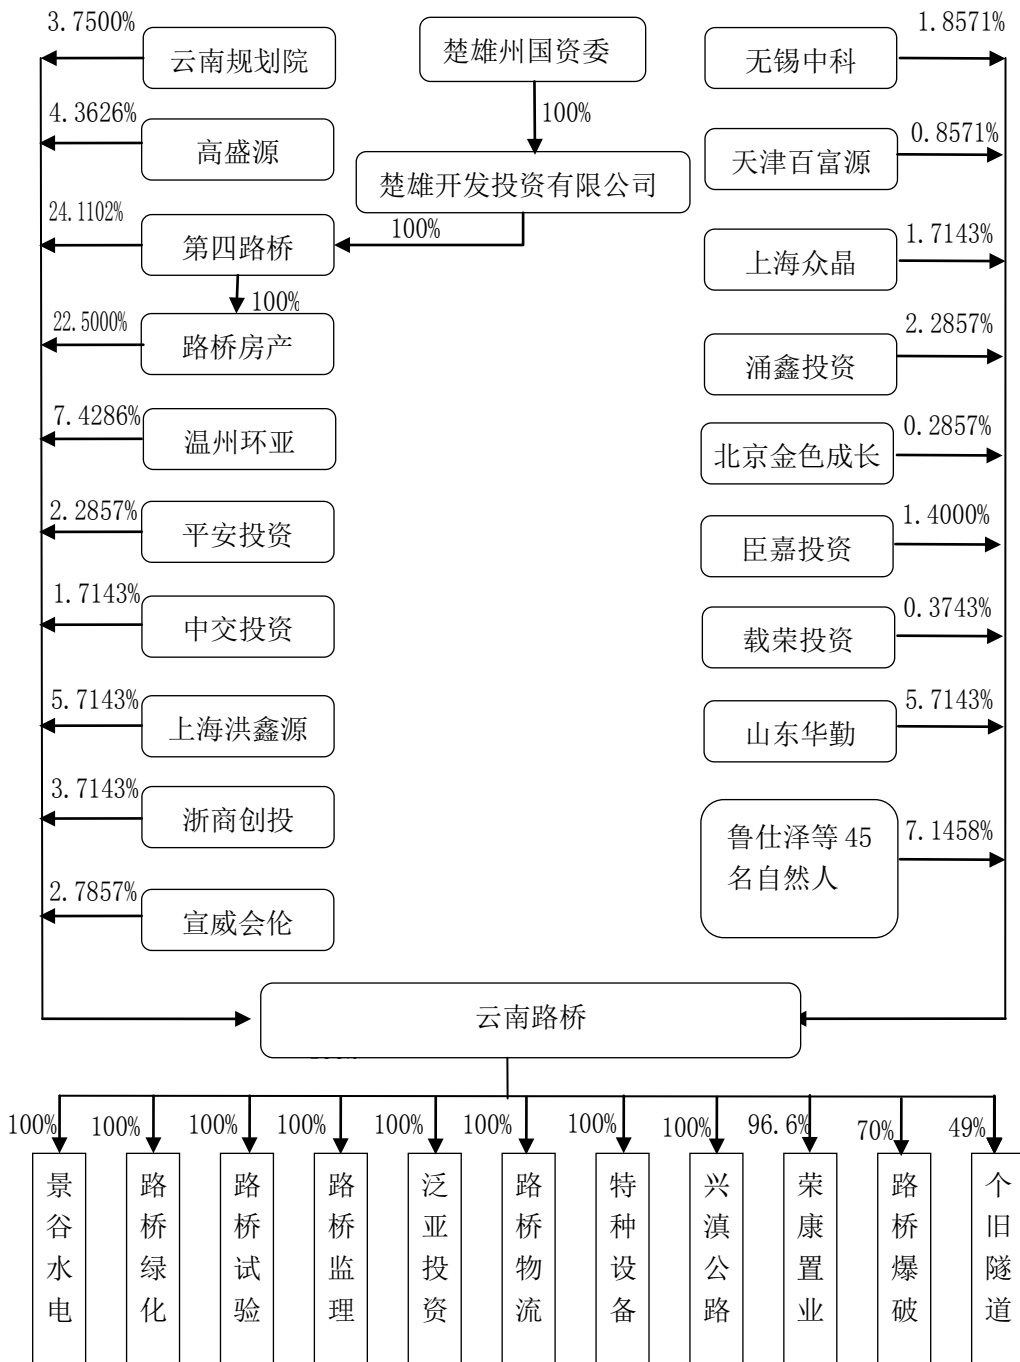 3.7500%
云南规划院
楚雄州国资委
1.8571%
无锡中科
4.3626%
高盛源
100%
0.8571%
天津百富源
楚雄开发投资有限公司
24.1102%
第四路桥
100%
1.7143%
上海众晶
100%
22.5000%
路桥房产
2.2857%
涌鑫投资
7.4286%
温州环亚
0.2857%
北京金色成长
2.2857%
平安投资
1.4000%
臣嘉投资
1.7143%
中交投资
0.3743%
载荣投资
5.7143%
上海洪鑫源
5.7143%
山东华勤
3.7143%
浙商创投
鲁仕泽等 45
名自然人
7.1458%
2.7857%
宣威会伦
云南路桥
100%
100%
100%
100%
100%
100%
100%
100%
96.6%
70%
49%
景谷水电
路桥绿化
路桥试验
路桥监理
泛亚投资
路桥物流
特种设备
兴滇公路
荣康置业
路桥爆破
个旧隧道